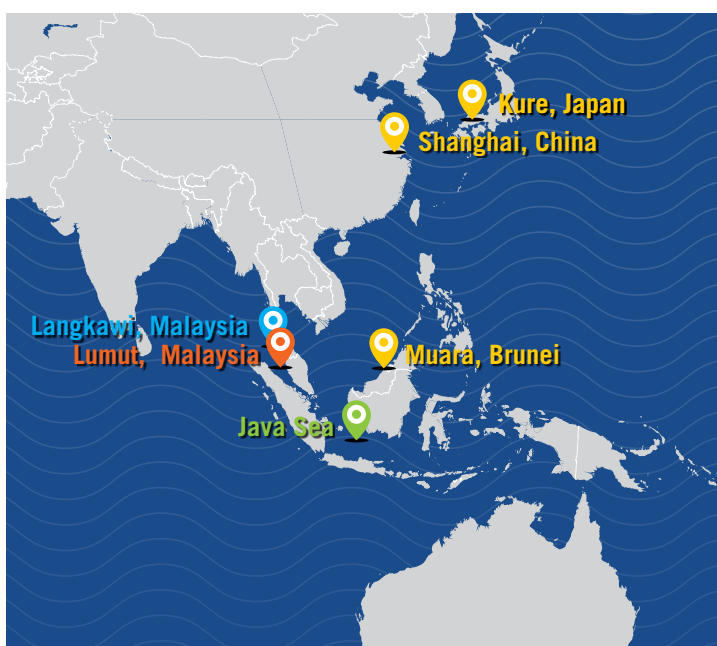 Kure, Japan
Shanghai, China
Langkawi, Malaysia
Lumut, Malaysia
Muara, Brunei
Java Sea